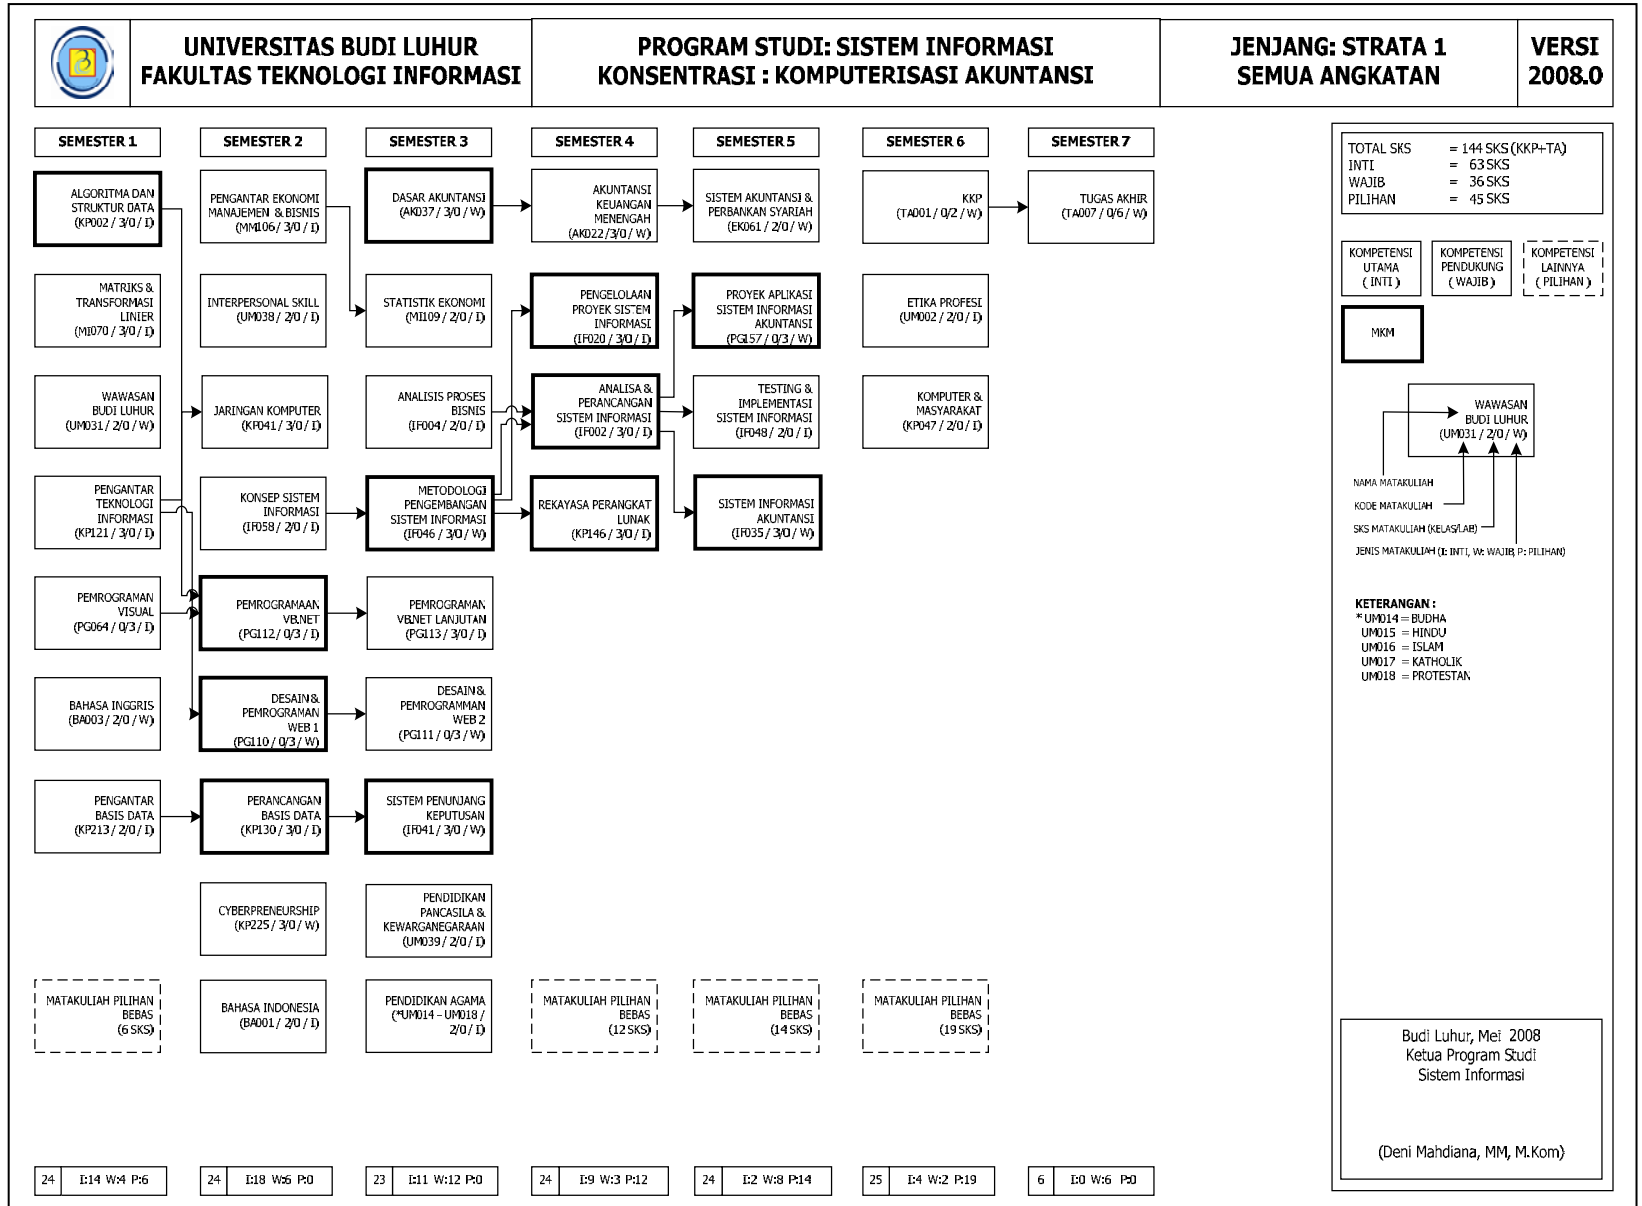 UNIVERSITAS BUDI LUHUR
FAKULTAS TEKNOLOGI INFORMASI
PROGRAM STUDI: SISTEM INFORMASI
KONSENTRASI : KOMPUTERISASI AKUNTANSI
JENJANG: STRATA 1
SEMUA ANGKATAN
VERSI
2008.0
SEMESTER 1
ALGORITMA DAN
STRUKTUR DATA
(KP002 / 3/0 / I)
MATRIKS &
TRANSFORMASI
LINIER
(MI070 / 3/0 / I)
WAWASAN
BUDI LUHUR
(UM031 / 2/0 / W)
PENGANTAR
TEKNOLOGI
INFORMASI
(KP121 / 3/0 / I)
PEMROGRAMAN
VISUAL
(PG064 / 0/3 / I)
BAHASA INGGRIS
(BA003 / 2/0 / W)
PENGANTAR
BASIS DATA
(KP213 / 2/0 / I)
MATAKULIAH PILIHAN
BEBAS
(6 SKS)
24 I:14 W:4 P:6
SEMESTER 2
PENGANTAR EKONOMI
MANAJEMEN & BISNIS
(MM106 / 3/0 / I)
INTERPERSONAL SKILL
(UM038 / 2/0 / I)
JARINGAN KOMPUTER
(KP041 / 3/0 / I)
KONSEP SISTEM
INFORMASI
(IF058 / 2/0 / I)
PEMROGRAMAAN
VB.NET
(PG112 / 0/3 / I)
DESAIN &
PEMROGRAMAN
WEB 1
(PG110 / 0/3 / W)
PERANCANGAN
BASIS DATA
(KP130 / 3/0 / I)
CYBERPRENEURSHIP
(KP225 / 3/0 / W)
BAHASA INDONESIA
(BA001 / 2/0 / I)
24 I:18 W:6 P:0
SEMESTER 3
DASAR AKUNTANSI
(AK037 / 3/0 / W)
STATISTIK EKONOMI
(MI109 / 2/0 / I)
ANALISIS PROSES
BISNIS
(IF004 / 2/0 / I)
METODOLOGI
PENGEMBANGAN
SISTEM INFORMASI
(IF046 / 3/0 / W)
PEMROGRAMAN
VB.NET LANJUTAN
(PG113 / 3/0 / I)
DESAIN &
PEMROGRAMMAN
WEB 2
(PG111 / 0/3 / W)
SISTEM PENUNJANG
KEPUTUSAN
(IF041 / 3/0 / W)
PENDIDIKAN
PANCASILA &
KEWARGANEGARAAN
(UM039 / 2/0 / I)
PENDIDIKAN AGAMA
(*UM014 – UM018 /
2/0 / I)
23 I:11 W:12 P:0
SEMESTER 4
AKUNTANSI
KEUANGAN
MENENGAH
(AK022 / 3/0 / W)
PENGELOLAAN
PROYEK SISTEM
INFORMASI
(IF020 / 3/0 / I)
ANALISA &
PERANCANGAN
SISTEM INFORMASI
(IF002 / 3/0 / I)
REKAYASA PERANGKAT
LUNAK
(KP146 / 3/0 / I)
MATAKULIAH PILIHAN
BEBAS
(12 SKS)
24 I:9 W:3 P:12
SEMESTER 5
SISTEM AKUNTANSI &
PERBANKAN SYARIAH
(EK061 / 2/0 / W)
PROYEK APLIKASI
SISTEM INFORMASI
AKUNTANSI
(PG157 / 0/3 / W)
TESTING &
IMPLEMENTASI
SISTEM INFORMASI
(IF048 / 2/0 / I)
SISTEM INFORMASI
AKUNTANSI
(IF035 / 3/0 / W)
MATAKULIAH PILIHAN
BEBAS
(14 SKS)
24 I:2 W:8 P:14
SEMESTER 6
KKP
(TA001 / 0/2 / W)
ETIKA PROFESI
(UM002 / 2/0 / I)
KOMPUTER &
MASYARAKAT
(KP047 / 2/0 / I)
MATAKULIAH PILIHAN
BEBAS
(19 SKS)
25 I:4 W:2 P:19
SEMESTER 7
TUGAS AKHIR
(TA007 / 0/6 / W)
6 I:0 W:6 P:0
TOTAL SKS = 144 SKS (KKP+TA)
INTI = 63 SKS
WAJIB = 36 SKS
PILIHAN = 45 SKS
KOMPETENSI
UTAMA
( INTI )
KOMPETENSI
PENDUKUNG
( WAJIB )
KOMPETENSI
LAINNYA
( PILIHAN )
MKM
WAWASAN
BUDI LUHUR
(UM031 / 2/0 / W)
NAMA MATAKULIAH
KODE MATAKULIAH
SKS MATAKULIAH (KELAS/LAB)
JENIS MATAKULIAH (I: INTI, W: WAJIB, P: PILIHAN)
KETERANGAN :
* UM014 = BUDHA
UM015 = HINDU
UM016 = ISLAM
UM017 = KATHOLIK
UM018 = PROTESTAN
Budi Luhur, Mei 2008
Ketua Program Studi
Sistem Informasi
(Deni Mahdiana, MM, M.Kom)